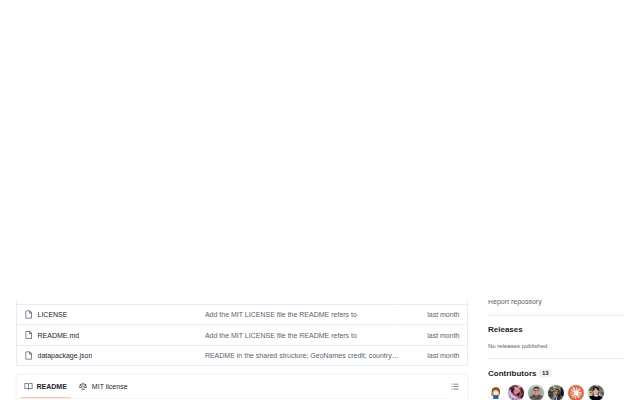 Report repository
LICENSE Add the MIT LICENSE file the README refers to last month
Releases
README.md Add the MIT LICENSE file the README refers to last month
No releases published
datapackage.json README in the shared structure; GeoNames credit; country… last month
Contributors 13
README MIT license